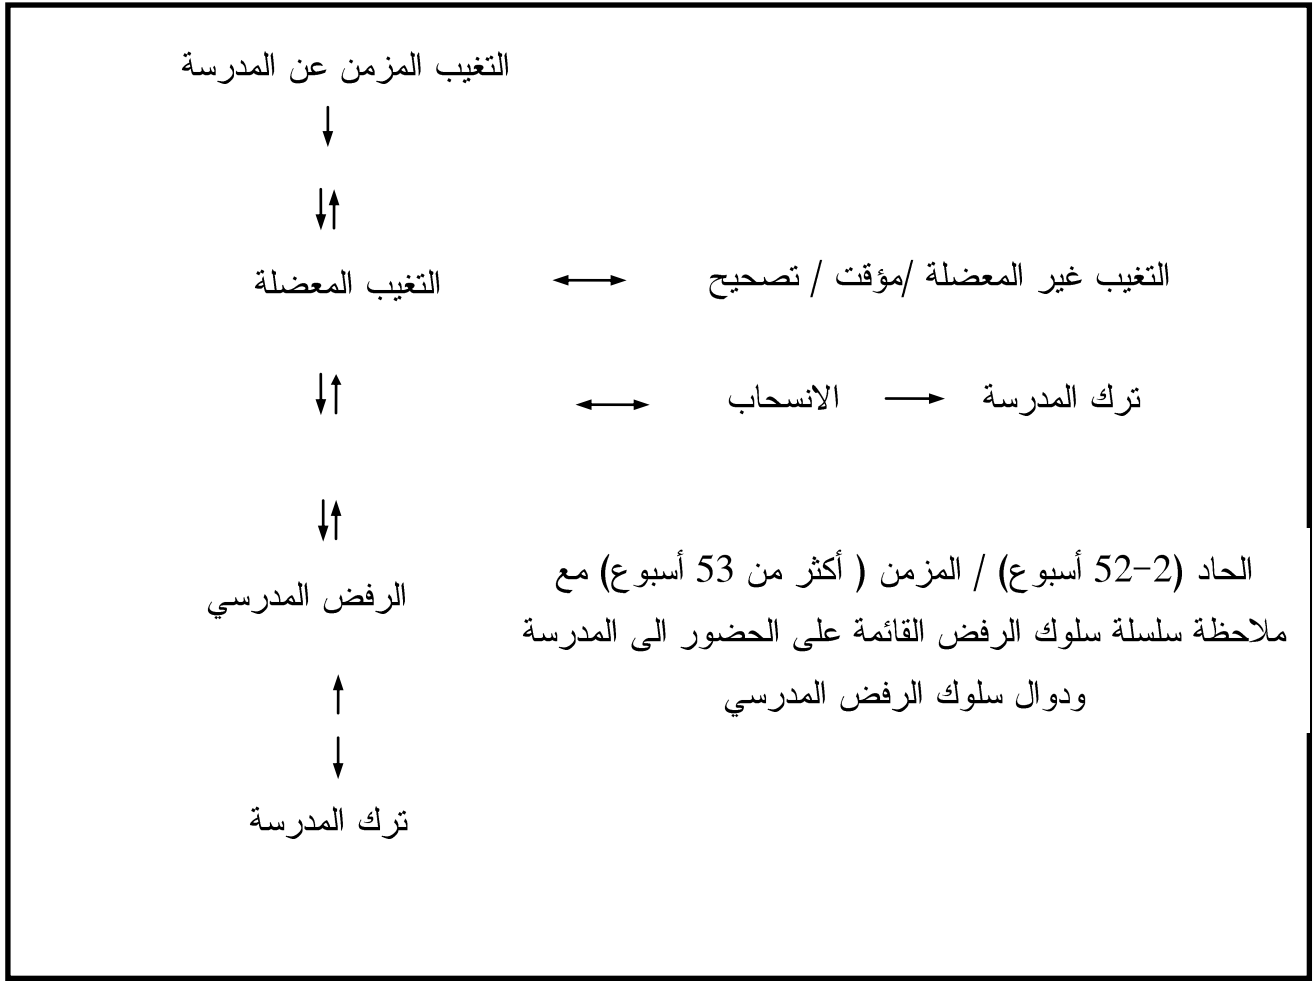 التغيب المزمن عن المدرسة
التغيب غير المعضلة /مؤقت / تصحيح
التغيب المعضلة
ترك المدرسة
الانسحاب
الحاد (2-52 أسبوع) / المزمن ( أكثر من 53 أسبوع) مع
ملاحظة سلسلة سلوك الرفض القائمة على الحضور الى المدرسة
ودوال سلوك الرفض المدرسي
الرفض المدرسي
ترك المدرسة